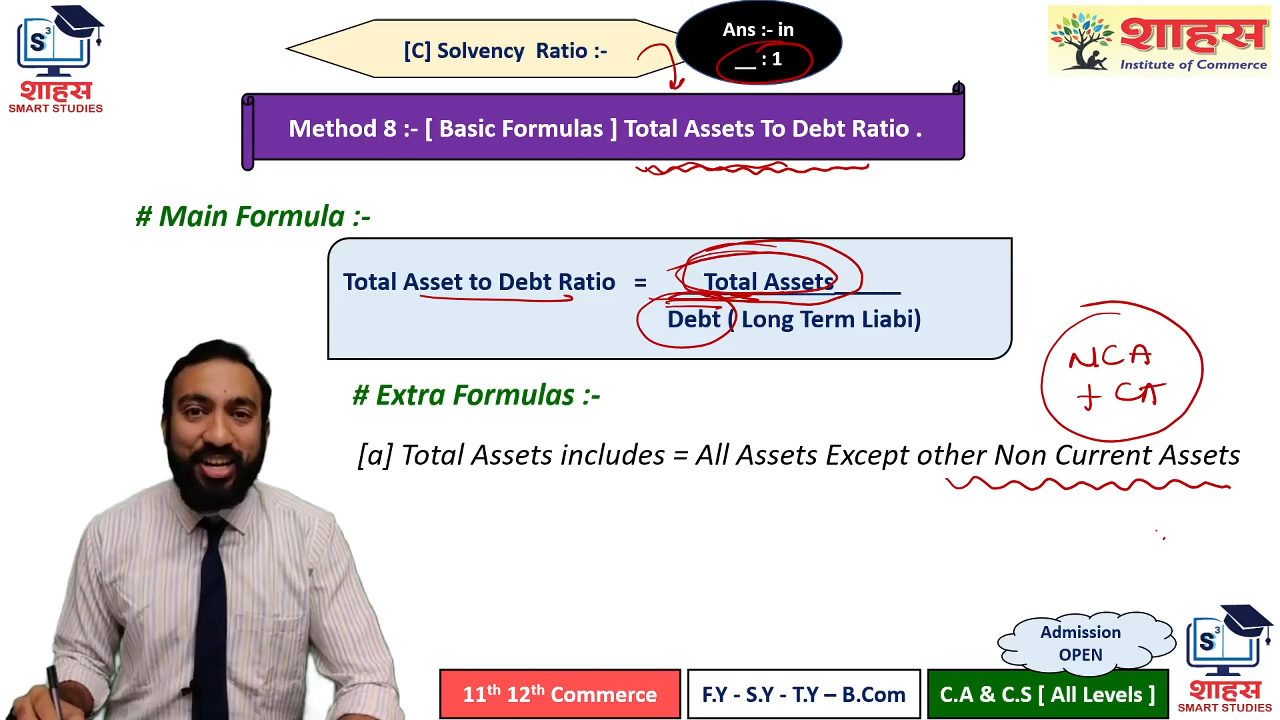 S³
शाहस
SMART STUDIES
[C] Solvency Ratio :-
Ans :- in
__ : 1
शाहस
Institute of Commerce
Method 8 :- [ Basic Formulas ] Total Assets To Debt Ratio .
# Main Formula :-
Total Asset to Debt Ratio = Total Assets_____
Debt ( Long Term Liabi)
NCA
+ CA
# Extra Formulas :-
[a] Total Assets includes = All Assets Except other Non Current Assets
Admission
OPEN
11th 12th Commerce
F.Y - S.Y - T.Y – B.Com
C.A & C.S [ All Levels ]
S³
शाहस
SMART STUDIES